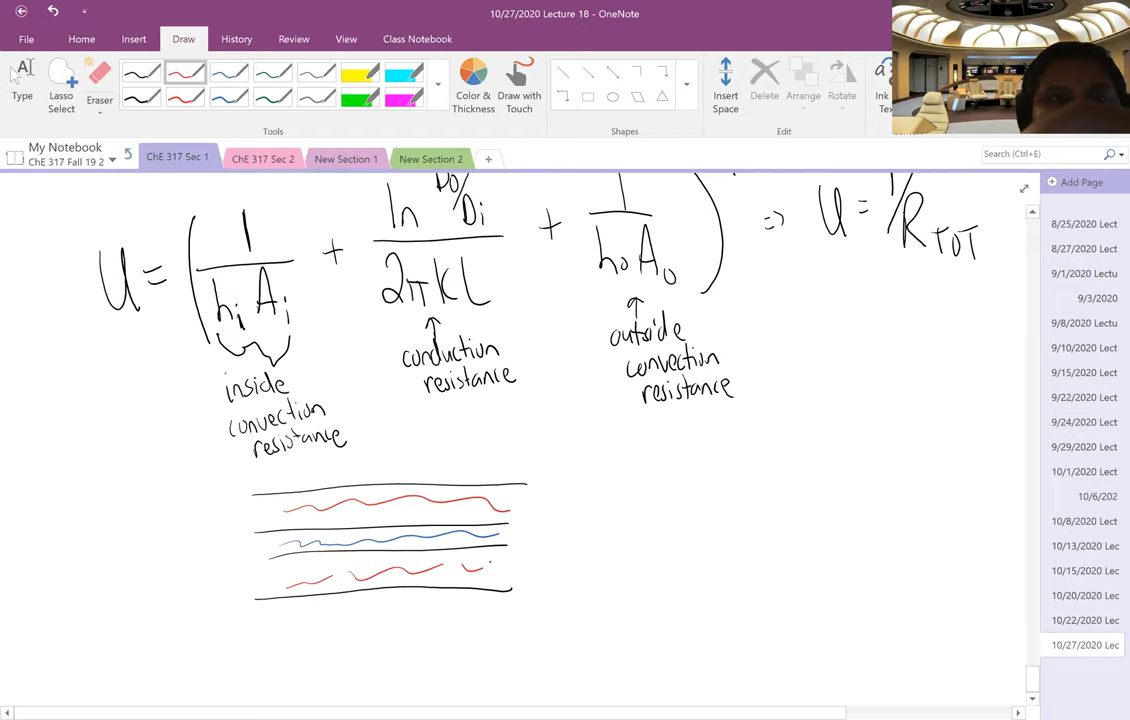 10/27/2020 Lecture 18 - OneNote
File Home Insert Draw History Review View Class Notebook
Type
Lasso Select
Eraser
Color & Thickness
Draw with Touch
Insert Space
Delete
Arrange
Rotate
Ink
Tex
Tools
Shapes
Edit
My Notebook
ChE 317 Fall 19 2
ChE 317 Sec 1
ChE 317 Sec 2
New Section 1
New Section 2
+
Search (Ctrl+E)
Add Page
8/25/2020 Lect
8/27/2020 Lect
9/1/2020 Lectu
9/3/2020
9/8/2020 Lectu
9/10/2020 Lect
9/15/2020 Lect
9/22/2020 Lect
9/24/2020 Lect
9/29/2020 Lect
10/1/2020 Lect
10/6/202
10/8/2020 Lect
10/13/2020 Lec
10/15/2020 Lec
10/20/2020 Lec
10/22/2020 Lec
10/27/2020 Lec
U = ( 1/(hi Ai) + ln Do/Di / 2πkL + 1/(ho Ao) ) => U = 1/R TOT
inside
convection
resistance
conduction
resistance
outside
convection
resistance